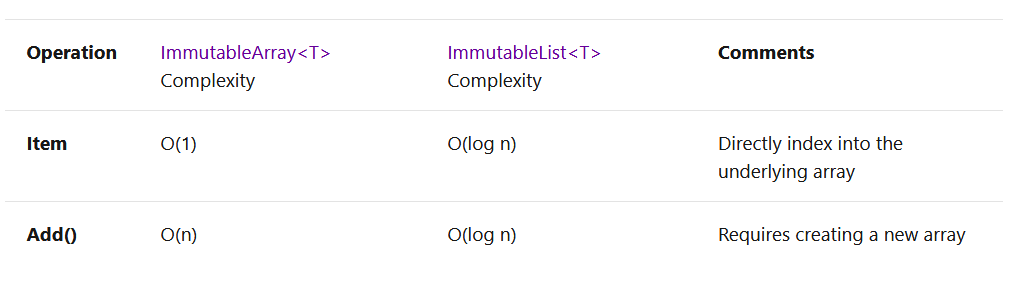 Operation ImmutableArray<T> ImmutableList<T> Comments
Complexity Complexity
Item O(1) O(log n) Directly index into the
underlying array
Add() O(n) O(log n) Requires creating a new array